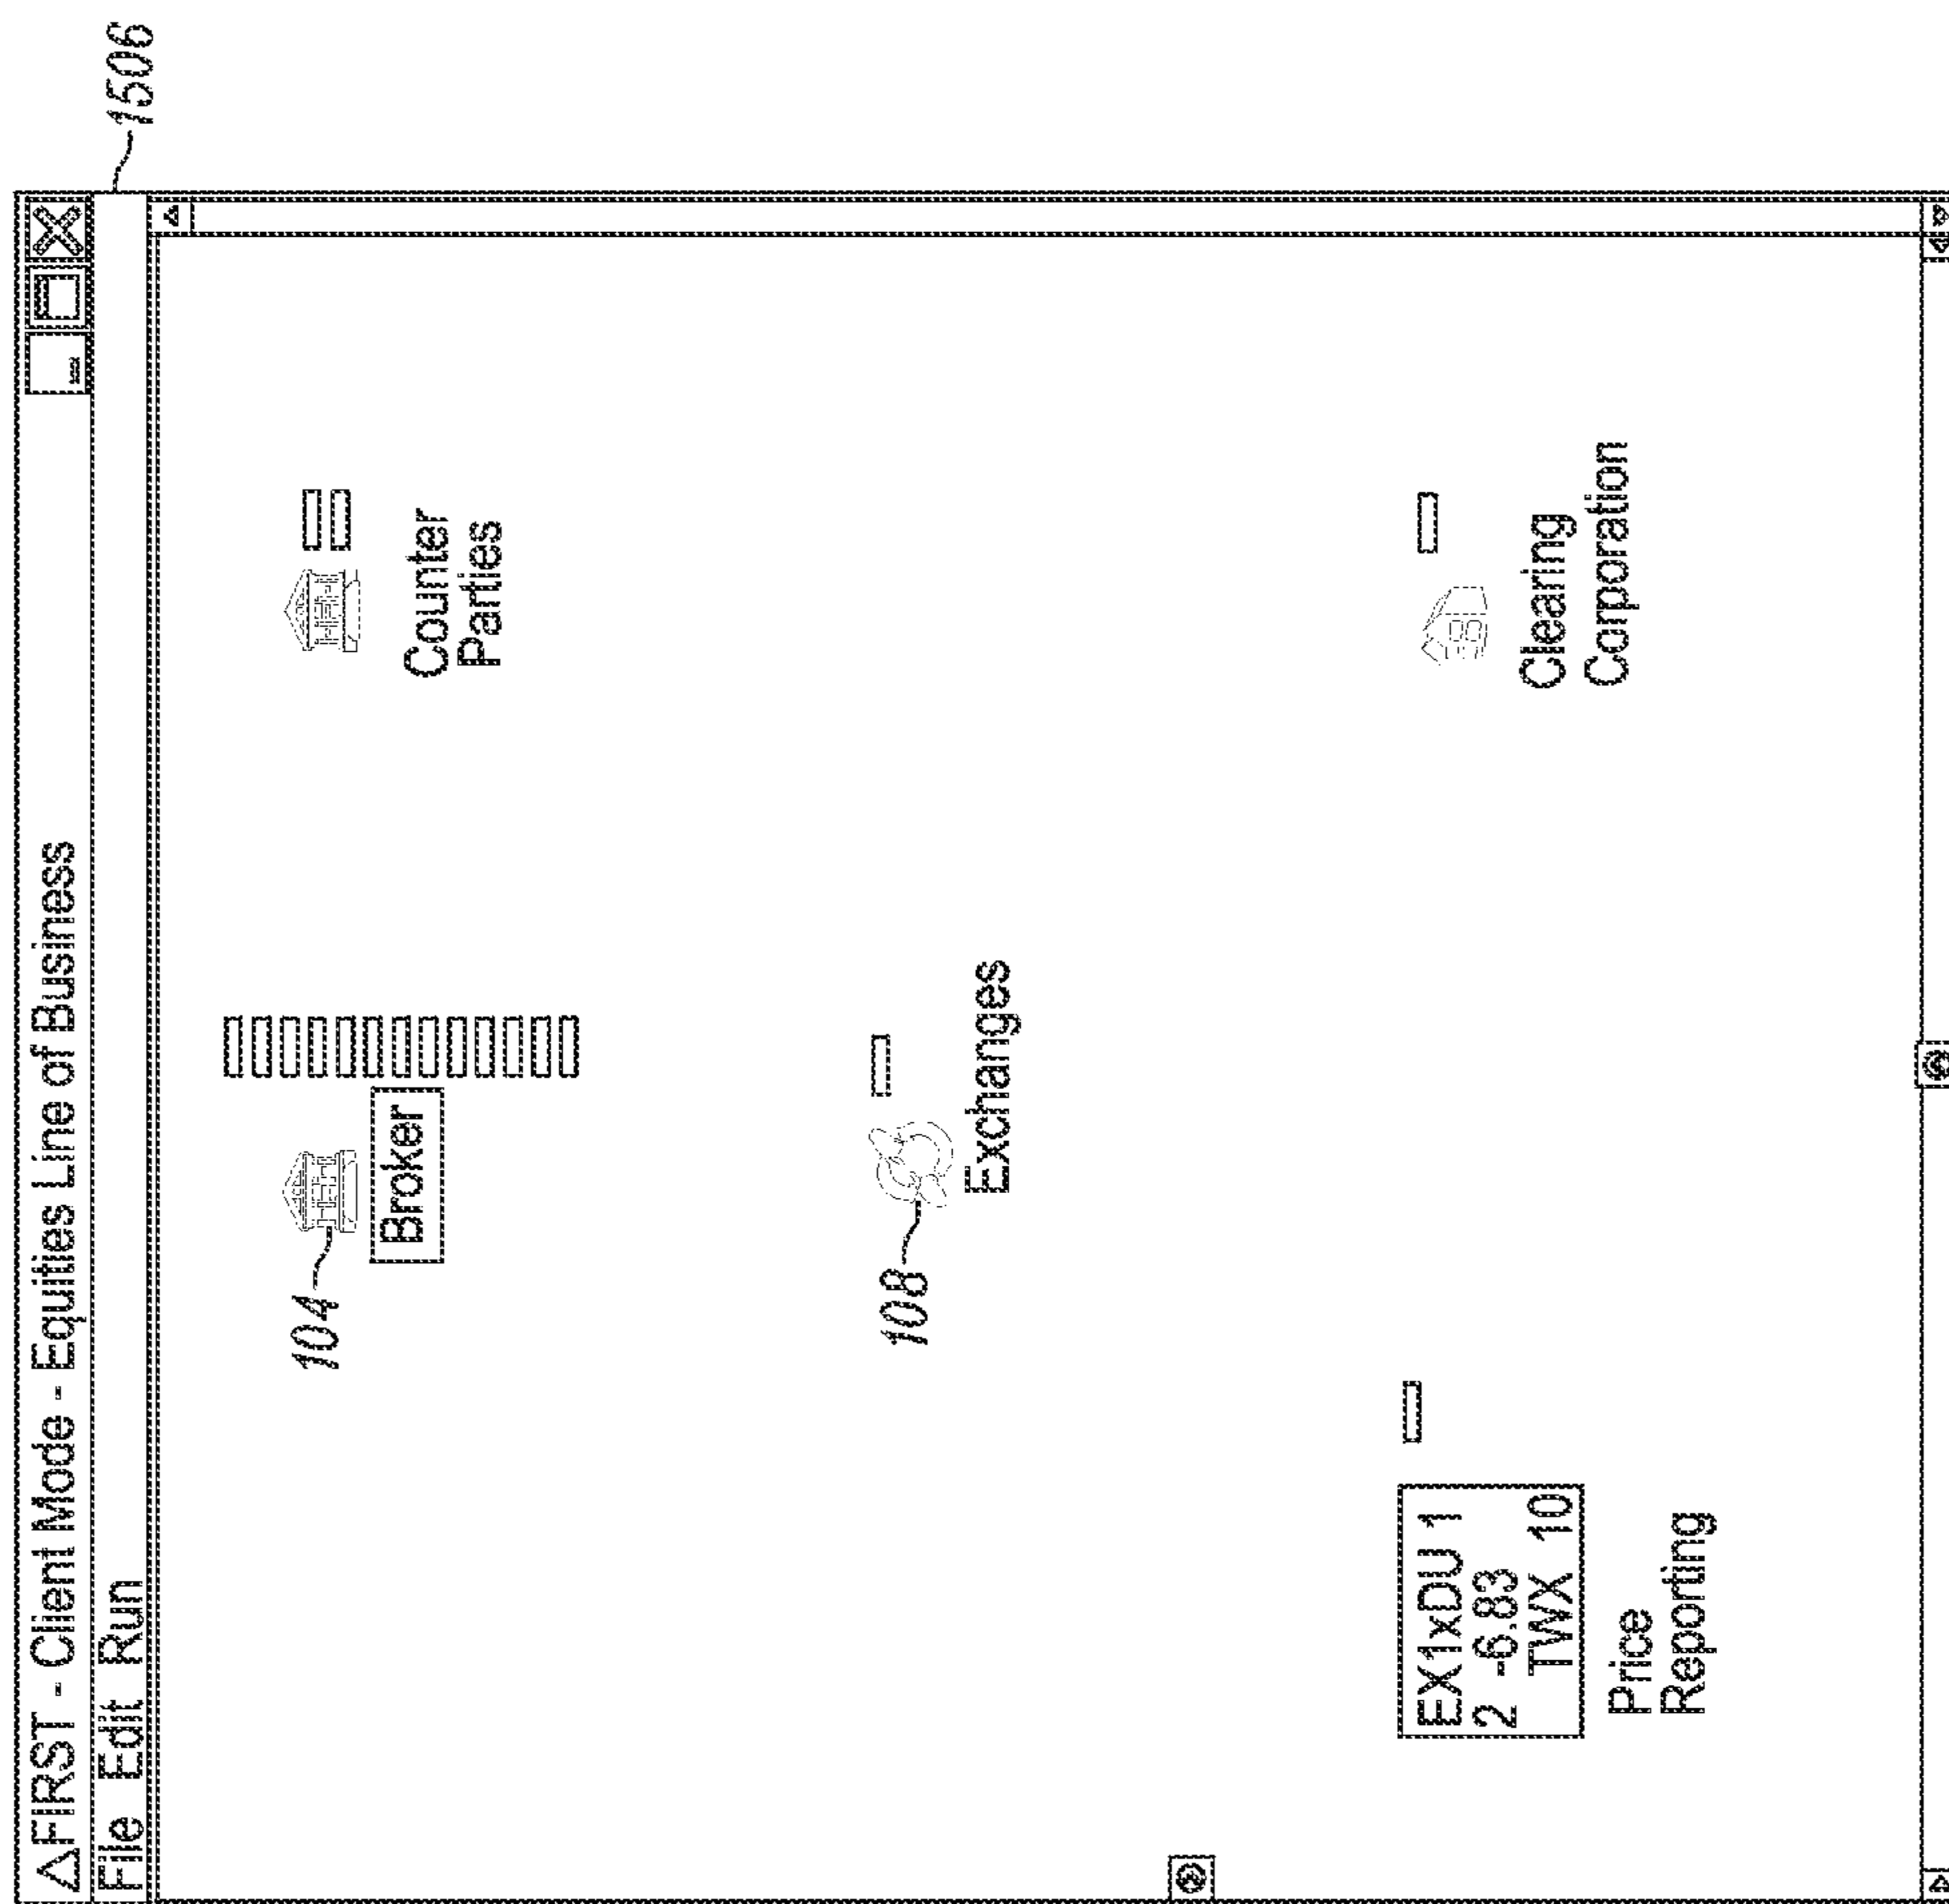 FIRST - Client Mode - Equities Line of Business
File Edit Run
1506
104
Broker
Counter
Parties
108
Exchanges
EX1xDU 1
2 -6.83
TWX 10
Price
Reporting
Clearing
Corporation